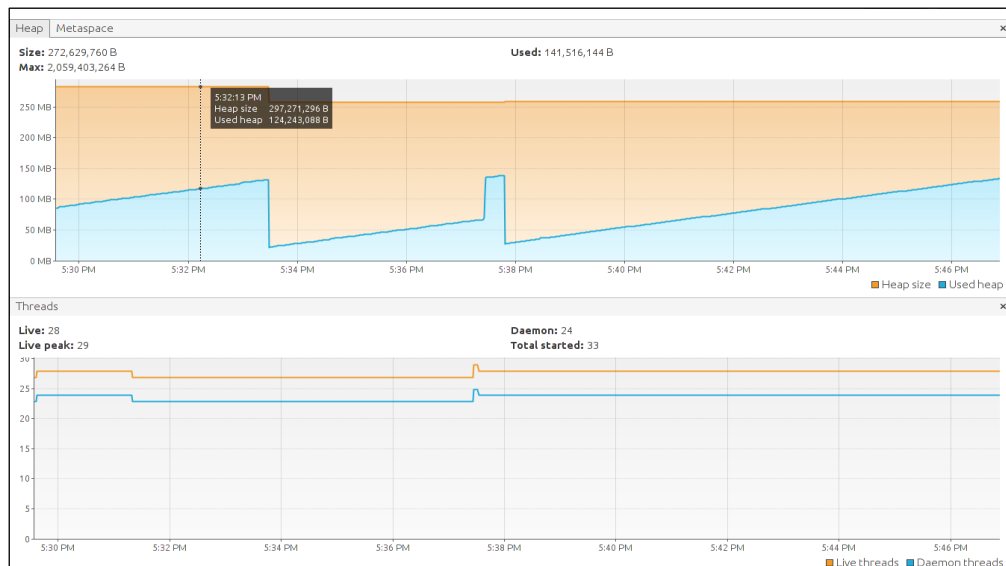 Heap Metaspace ×
Size: 272,629,760 B Used: 141,516,144 B
Max: 2,059,403,264 B
5:32:13 PM
Heap size 297,271,296 B
Used heap 124,243,088 B
250 MB
200 MB
150 MB
100 MB
50 MB
0 MB
5:30 PM 5:32 PM 5:34 PM 5:36 PM 5:38 PM 5:40 PM 5:42 PM 5:44 PM 5:46 PM
Heap size Used heap
Threads ×
Live: 28 Daemon: 24
Live peak: 29 Total started: 33
30
25
20
15
10
5
0
5:30 PM 5:32 PM 5:34 PM 5:36 PM 5:38 PM 5:40 PM 5:42 PM 5:44 PM 5:46 PM
Live threads Daemon threads